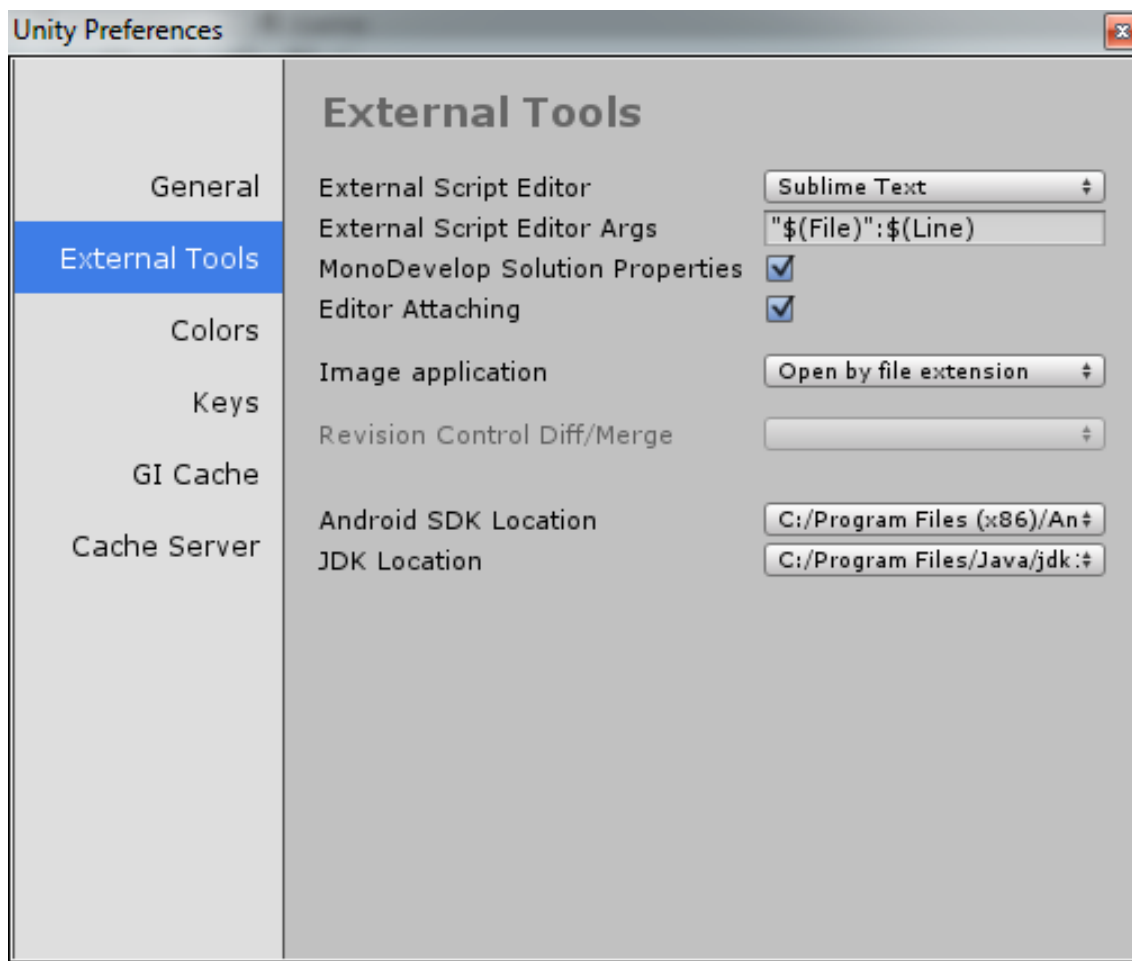 Unity Preferences
External Tools
General
External Tools
Colors
Keys
GI Cache
Cache Server
External Script Editor
Sublime Text
External Script Editor Args
"$(File)":$(Line)
MonoDevelop Solution Properties
Editor Attaching
Image application
Open by file extension
Revision Control Diff/Merge
Android SDK Location
C:/Program Files (x86)/An
JDK Location
C:/Program Files/Java/jdk